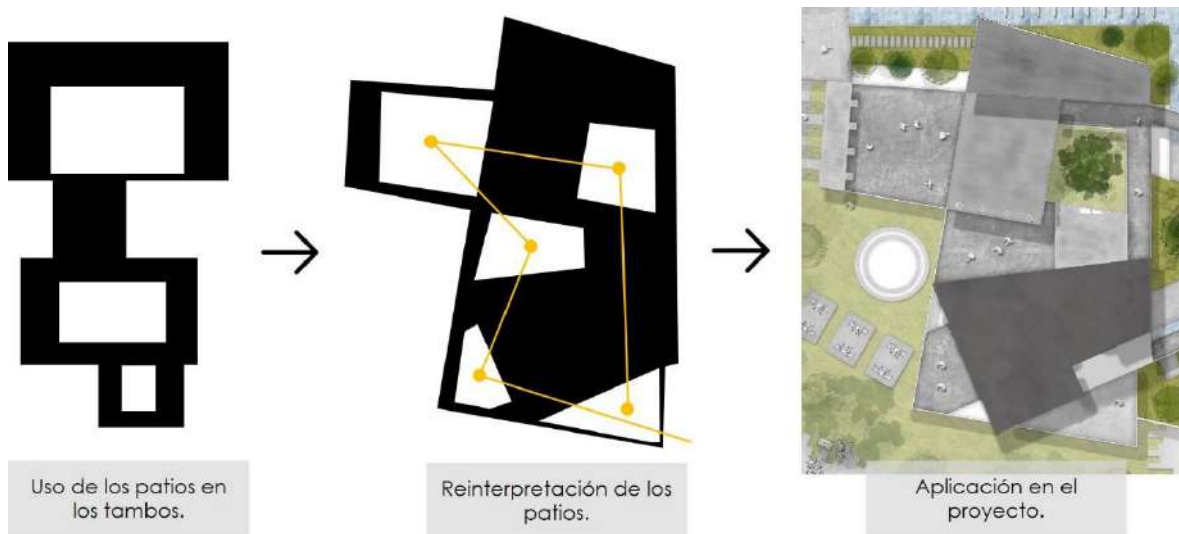 Uso de los patios en
los tambos.
Reinterpretación de los
patios.
Aplicación en el
proyecto.